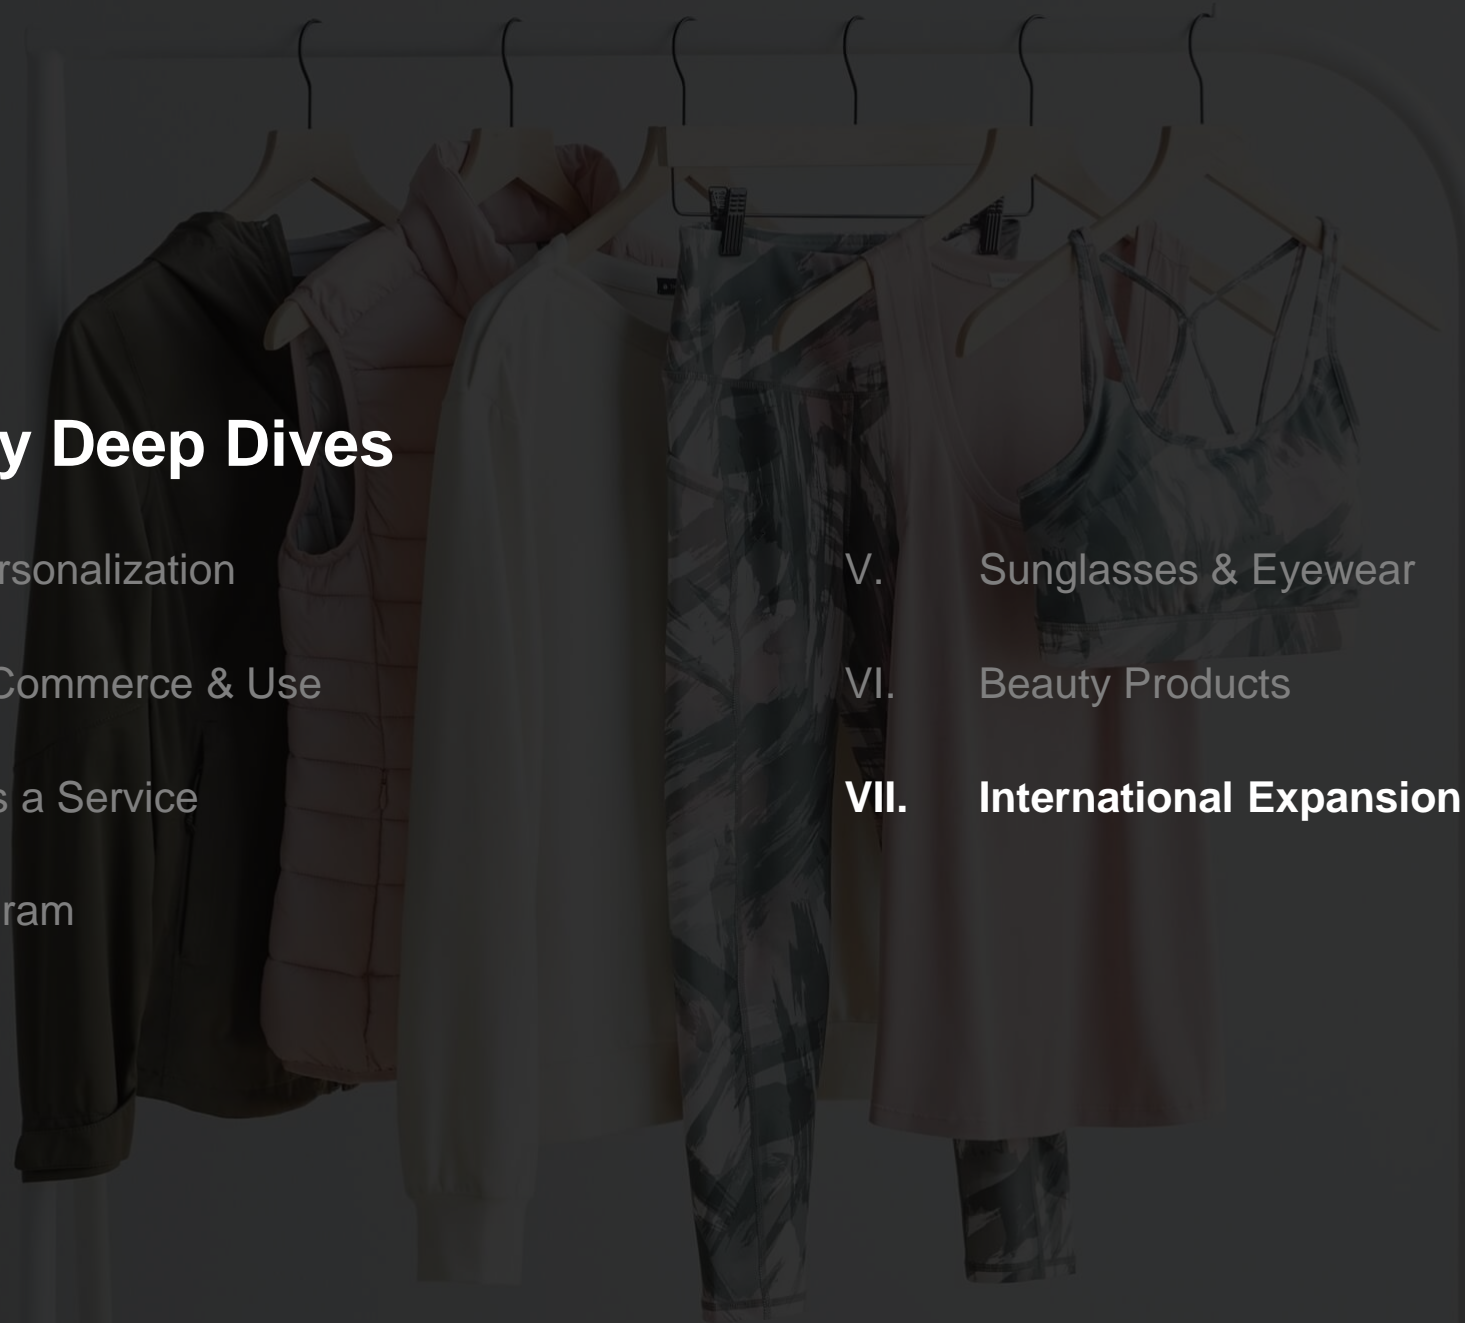 y Deep Dives
rsonalization
Commerce & Use
s a Service
ram
V. Sunglasses & Eyewear
VI. Beauty Products
VII. International Expansion